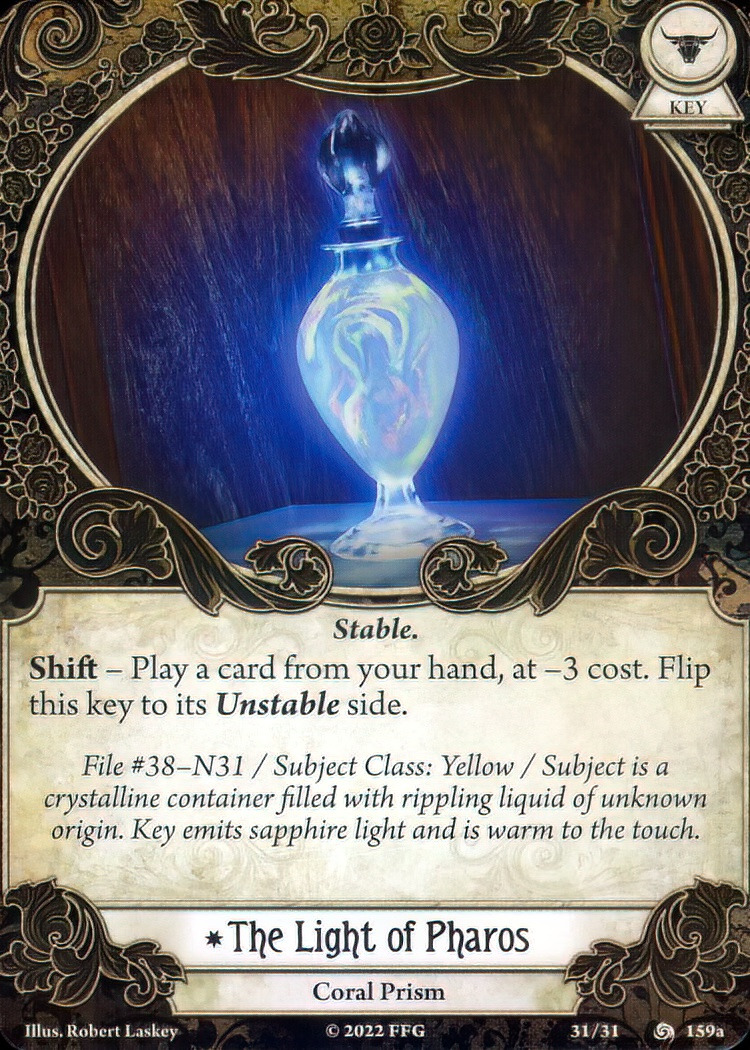 KEY
Stable.
Shift – Play a card from your hand, at –3 cost. Flip
this key to its Unstable side.
File #38–N31 / Subject Class: Yellow / Subject is a
crystalline container filled with rippling liquid of unknown
origin. Key emits sapphire light and is warm to the touch.
✷The Light of Pharos
Coral Prism
Illus. Robert Laskey © 2022 FFG 31/31 159a